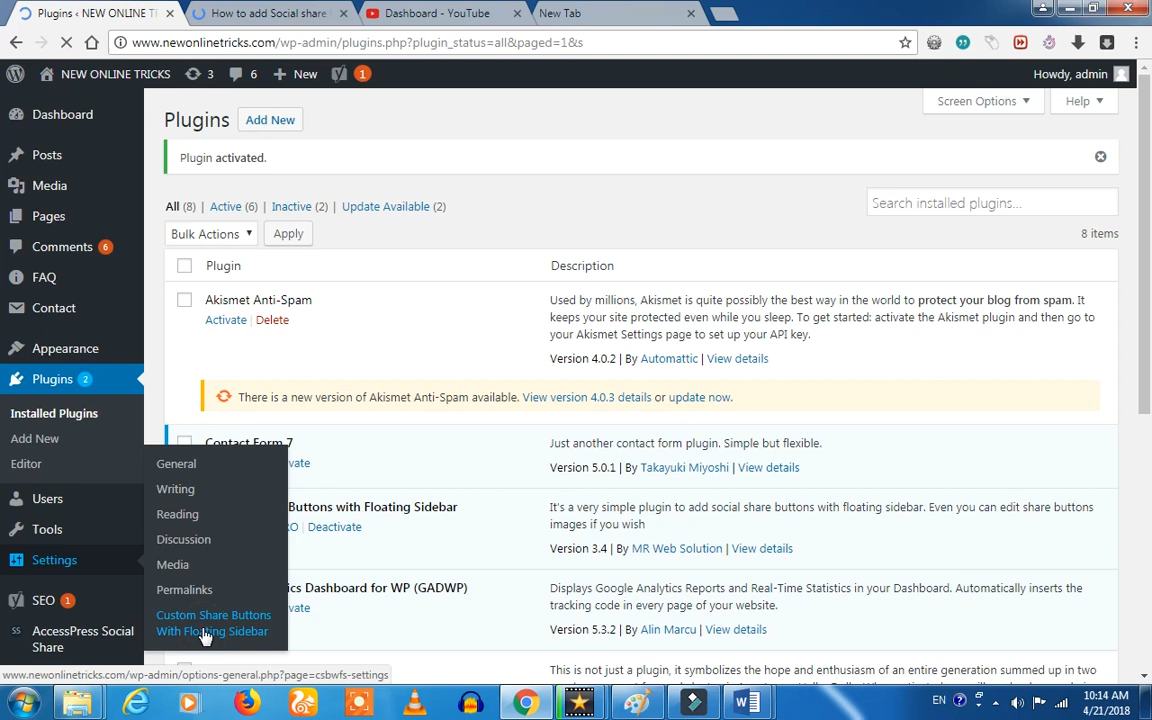 Plugins ‹ NEW ONLINE TR
How to add Social share
Dashboard - YouTube
New Tab
www.newonlinetricks.com/wp-admin/plugins.php?plugin_status=all&paged=1&s
NEW ONLINE TRICKS
3
6
New
1
Howdy, admin
Dashboard
Posts
Media
Pages
Comments 6
FAQ
Contact
Appearance
Plugins 2
Installed Plugins
Add New
Editor
Users
Tools
Settings
SEO 1
AccessPress Social
Share
General
Writing
Reading
Discussion
Media
Permalinks
Custom Share Buttons
With Floating Sidebar
Screen Options
Help
Plugins
Add New
Plugin activated.
All (8) | Active (6) | Inactive (2) | Update Available (2)
Search installed plugins...
Bulk Actions
Apply
8 items
Plugin
Description
Akismet Anti-Spam
Activate | Delete
Used by millions, Akismet is quite possibly the best way in the world to protect your blog from spam. It
keeps your site protected even while you sleep. To get started: activate the Akismet plugin and then go to
your Akismet Settings page to set up your API key.
Version 4.0.2 | By Automattic | View details
There is a new version of Akismet Anti-Spam available. View version 4.0.3 details or update now.
Contact Form 7
ivate
Just another contact form plugin. Simple but flexible.
Version 5.0.1 | By Takayuki Miyoshi | View details
Buttons with Floating Sidebar
RO | Deactivate
It's a very simple plugin to add social share buttons with floating sidebar. Even you can edit share buttons
images if you wish
Version 3.4 | By MR Web Solution | View details
ics Dashboard for WP (GADWP)
ivate
Displays Google Analytics Reports and Real-Time Statistics in your Dashboard. Automatically inserts the
tracking code in every page of your website.
Version 5.3.2 | By Alin Marcu | View details
This is not just a plugin, it symbolizes the hope and enthusiasm of an entire generation summed up in two
www.newonlinetricks.com/wp-admin/options-general.php?page=csbwfs-settings
EN
10:14 AM
4/21/2018